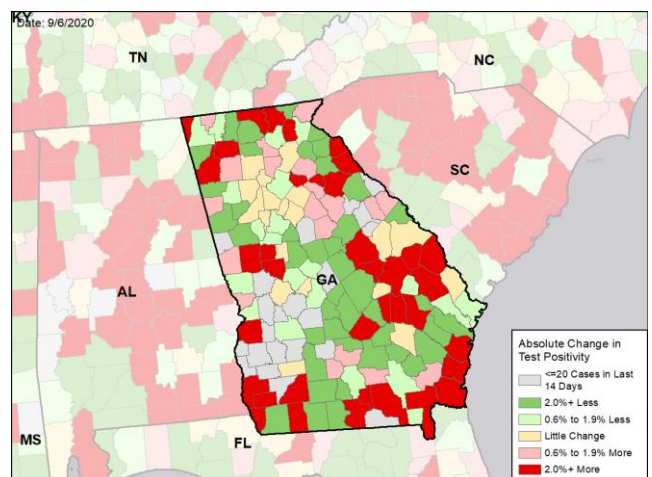 KY
Date: 9/6/2020
TN
NC
SC
GA
AL
MS
FL
Absolute Change in
Test Positivity
<=20 Cases in Last
14 Days
2.0%+ Less
0.6% to 1.9% Less
Little Change
0.6% to 1.9% More
2.0%+ More